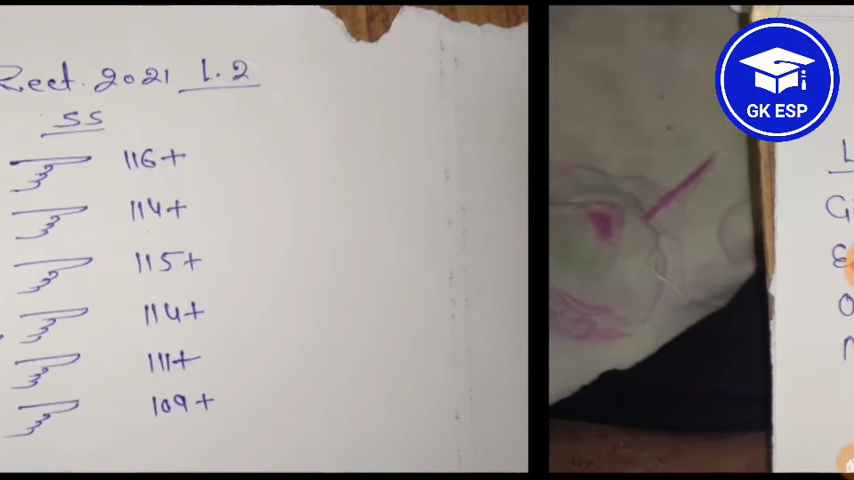 Reet. 2021 L.2
SS
116+
114+
115+
114+
111+
109+
GK ESP
L
G
E
O